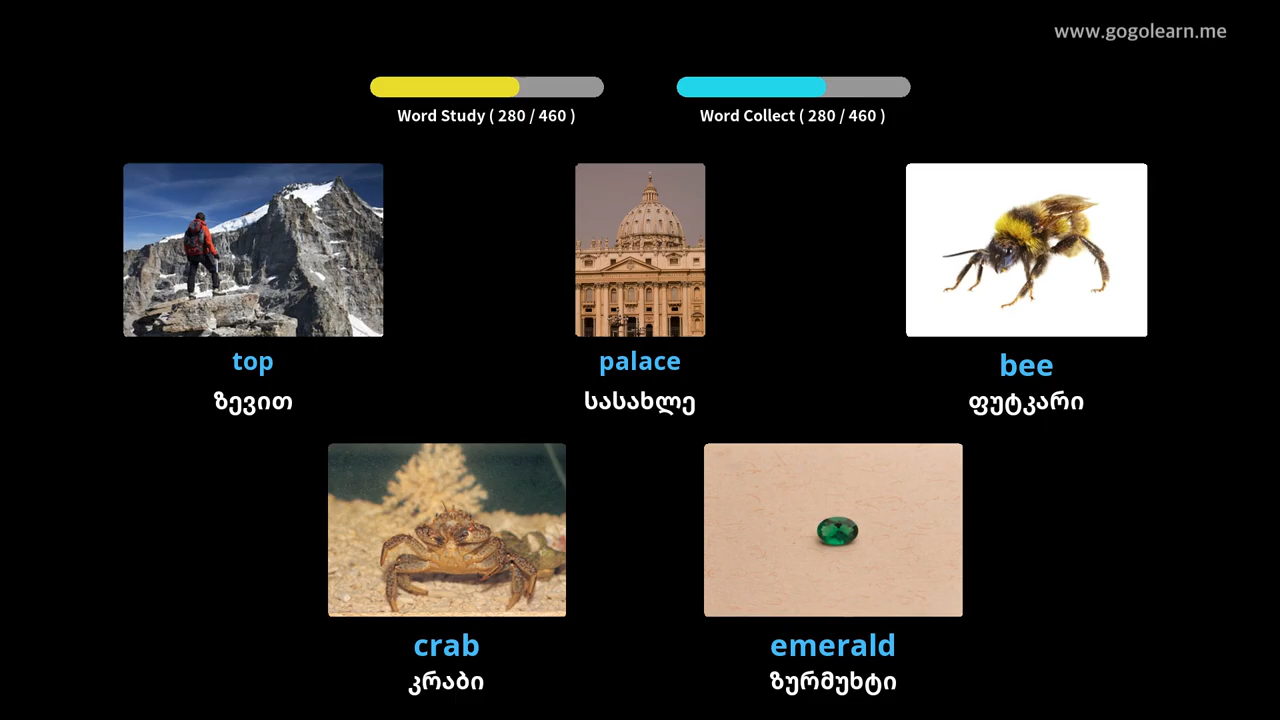 www.gogolearn.me
Word Study ( 280 / 460 )
Word Collect ( 280 / 460 )
top
palace
bee
ზევით
სასახლე
ფუტკარი
crab
emerald
კრაბი
ზურმუხტი